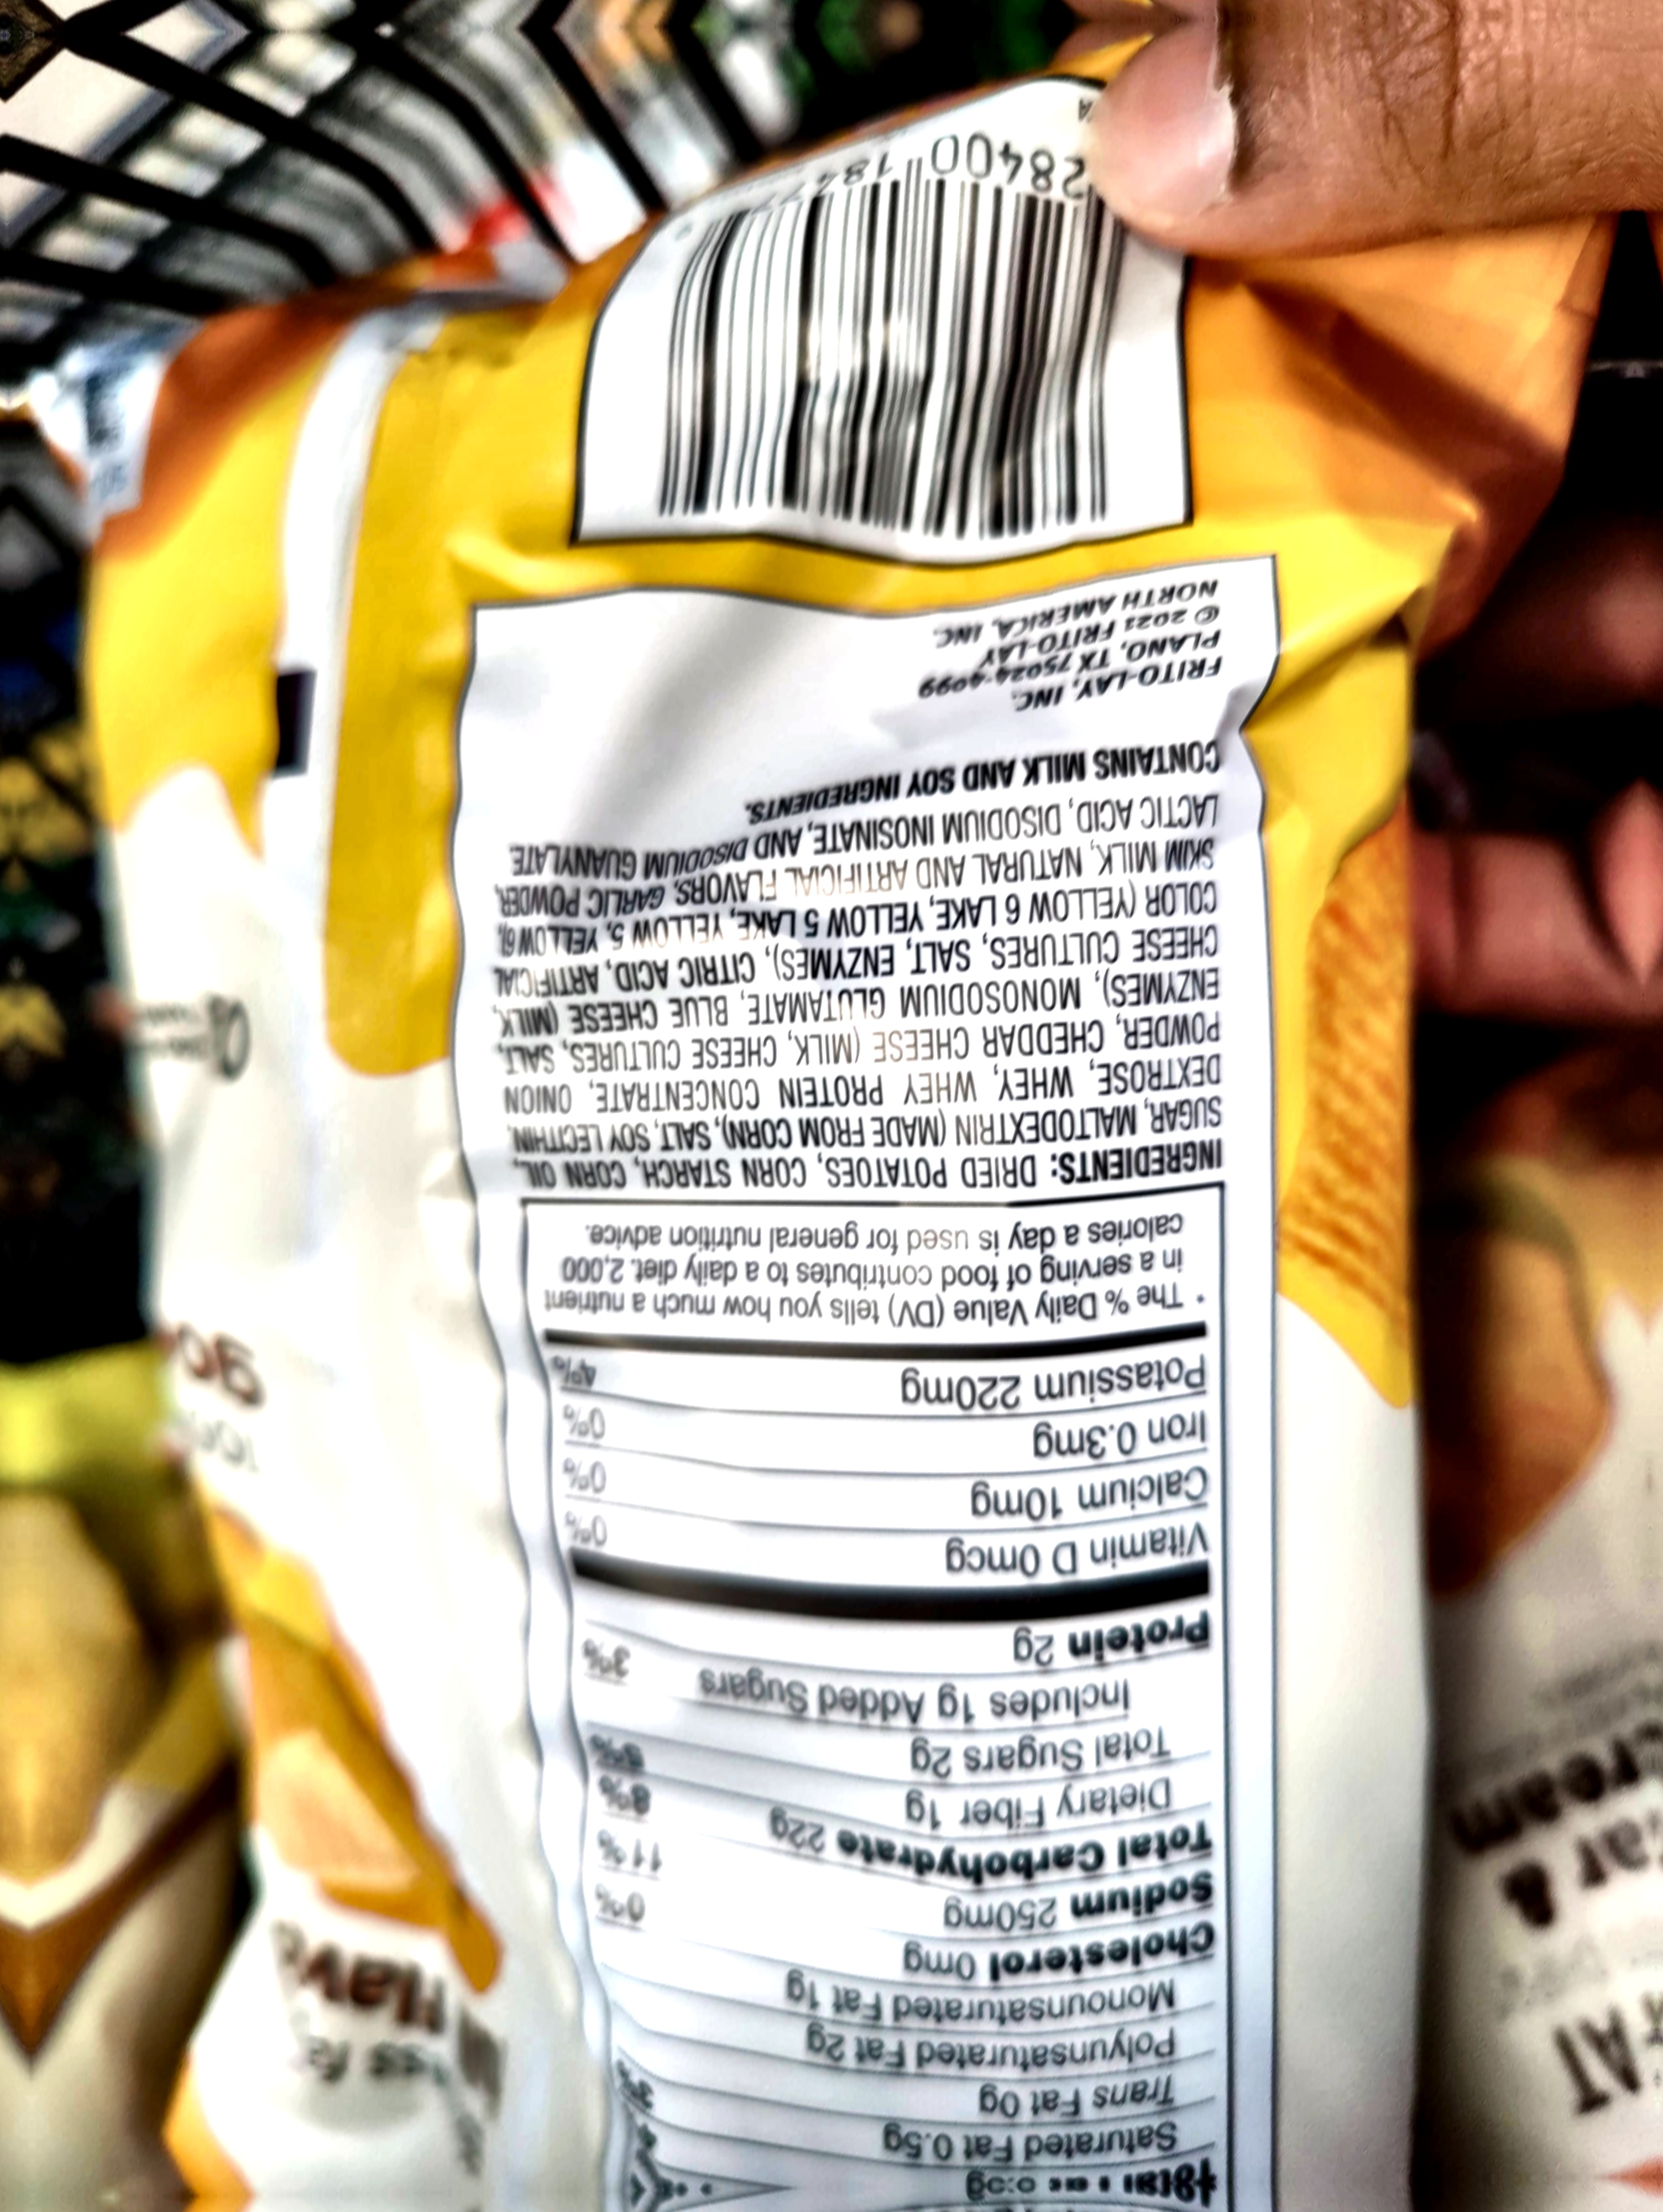 Saturated Fat 0.5g 3%
Trans Fat 0g
Polyunsaturated Fat 2g
Monounsaturated Fat 1g
Cholesterol 0mg 0%
Sodium 250mg 11%
Total Carbohydrate 22g 8%
Dietary Fiber 1g 5%
Total Sugars 2g
Includes 1g Added Sugars 3%
Protein 2g
Vitamin D 0mcg 0%
Calcium 10mg 0%
Iron 0.3mg 0%
Potassium 220mg 4%
* The % Daily Value (DV) tells you how much a nutrient
in a serving of food contributes to a daily diet. 2,000
calories a day is used for general nutrition advice.
INGREDIENTS: DRIED POTATOES, CORN STARCH, CORN OIL,
SUGAR, MALTODEXTRIN (MADE FROM CORN), SALT, SOY LECITHIN,
DEXTROSE, WHEY, WHEY PROTEIN CONCENTRATE, ONION
POWDER, CHEDDAR CHEESE (MILK, CHEESE CULTURES, SALT,
ENZYMES), MONOSODIUM GLUTAMATE, BLUE CHEESE (MILK,
CHEESE CULTURES, SALT, ENZYMES), CITRIC ACID, ARTIFICIAL
COLOR (YELLOW 6 LAKE, YELLOW 5 LAKE, YELLOW 5, YELLOW 6),
SKIM MILK, NATURAL AND ARTIFICIAL FLAVORS, GARLIC POWDER,
LACTIC ACID, DISODIUM INOSINATE, AND DISODIUM GUANYLATE
CONTAINS MILK AND SOY INGREDIENTS.
FRITO-LAY, INC.
PLANO, TX 75024-4099
© 2021 FRITO-LAY
NORTH AMERICA, INC.
28400